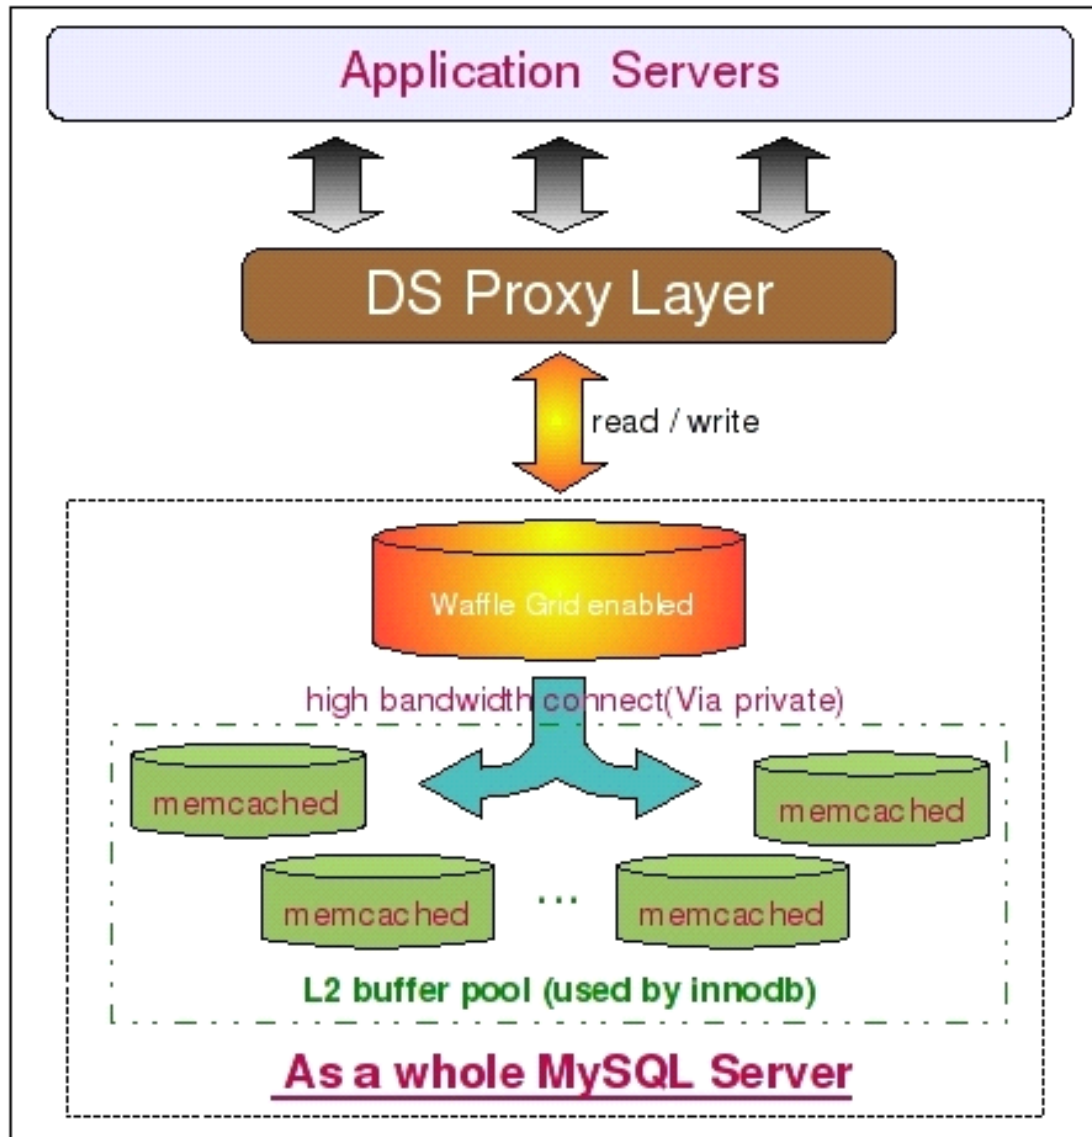 Application Servers
DS Proxy Layer
read / write
Waffle Grid enabled
high bandwidth connect(Via private)
memcached
memcached
memcached
...
memcached
L2 buffer pool (used by innodb)
As a whole MySQL Server